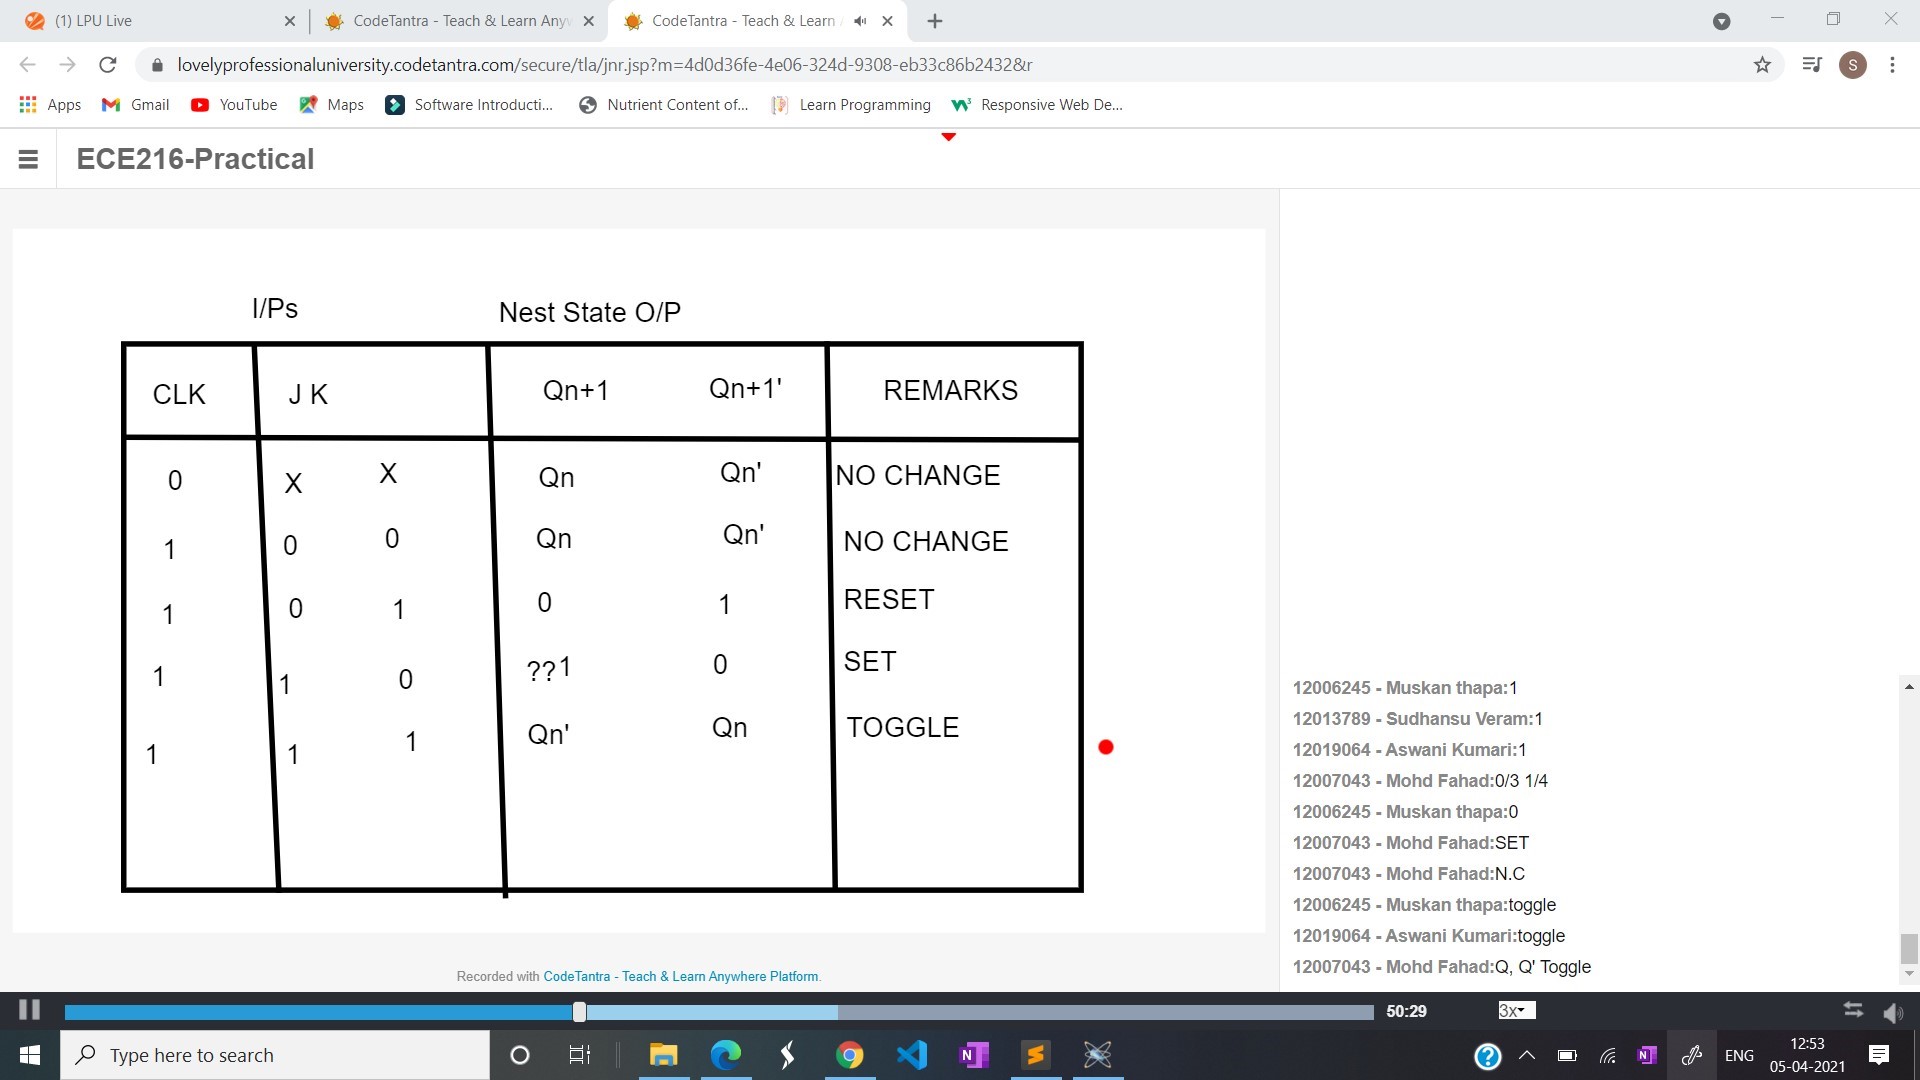 (1) LPU Live
CodeTantra - Teach & Learn Any
CodeTantra - Teach & Learn
lovelyprofessionaluniversity.codetantra.com/secure/tla/jnr.jsp?m=4d0d36fe-4e06-324d-9308-eb33c86b2432&r
S
Apps Gmail YouTube Maps Software Introducti... Nutrient Content of... Learn Programming Responsive Web De...
ECE216-Practical
I/Ps Nest State O/P
CLK J K Qn+1 Qn+1' REMARKS
0 X X Qn Qn' NO CHANGE
1 0 0 Qn Qn' NO CHANGE
1 0 1 0 1 RESET
1 1 0 ??1 0 SET
1 1 1 Qn' Qn TOGGLE
12006245 - Muskan thapa:1
12013789 - Sudhansu Veram:1
12019064 - Aswani Kumari:1
12007043 - Mohd Fahad:0/3 1/4
12006245 - Muskan thapa:0
12007043 - Mohd Fahad:SET
12007043 - Mohd Fahad:N.C
12006245 - Muskan thapa:toggle
12019064 - Aswani Kumari:toggle
12007043 - Mohd Fahad:Q, Q' Toggle
Recorded with CodeTantra - Teach & Learn Anywhere Platform.
50:29 3x
Type here to search
ENG
12:53
05-04-2021